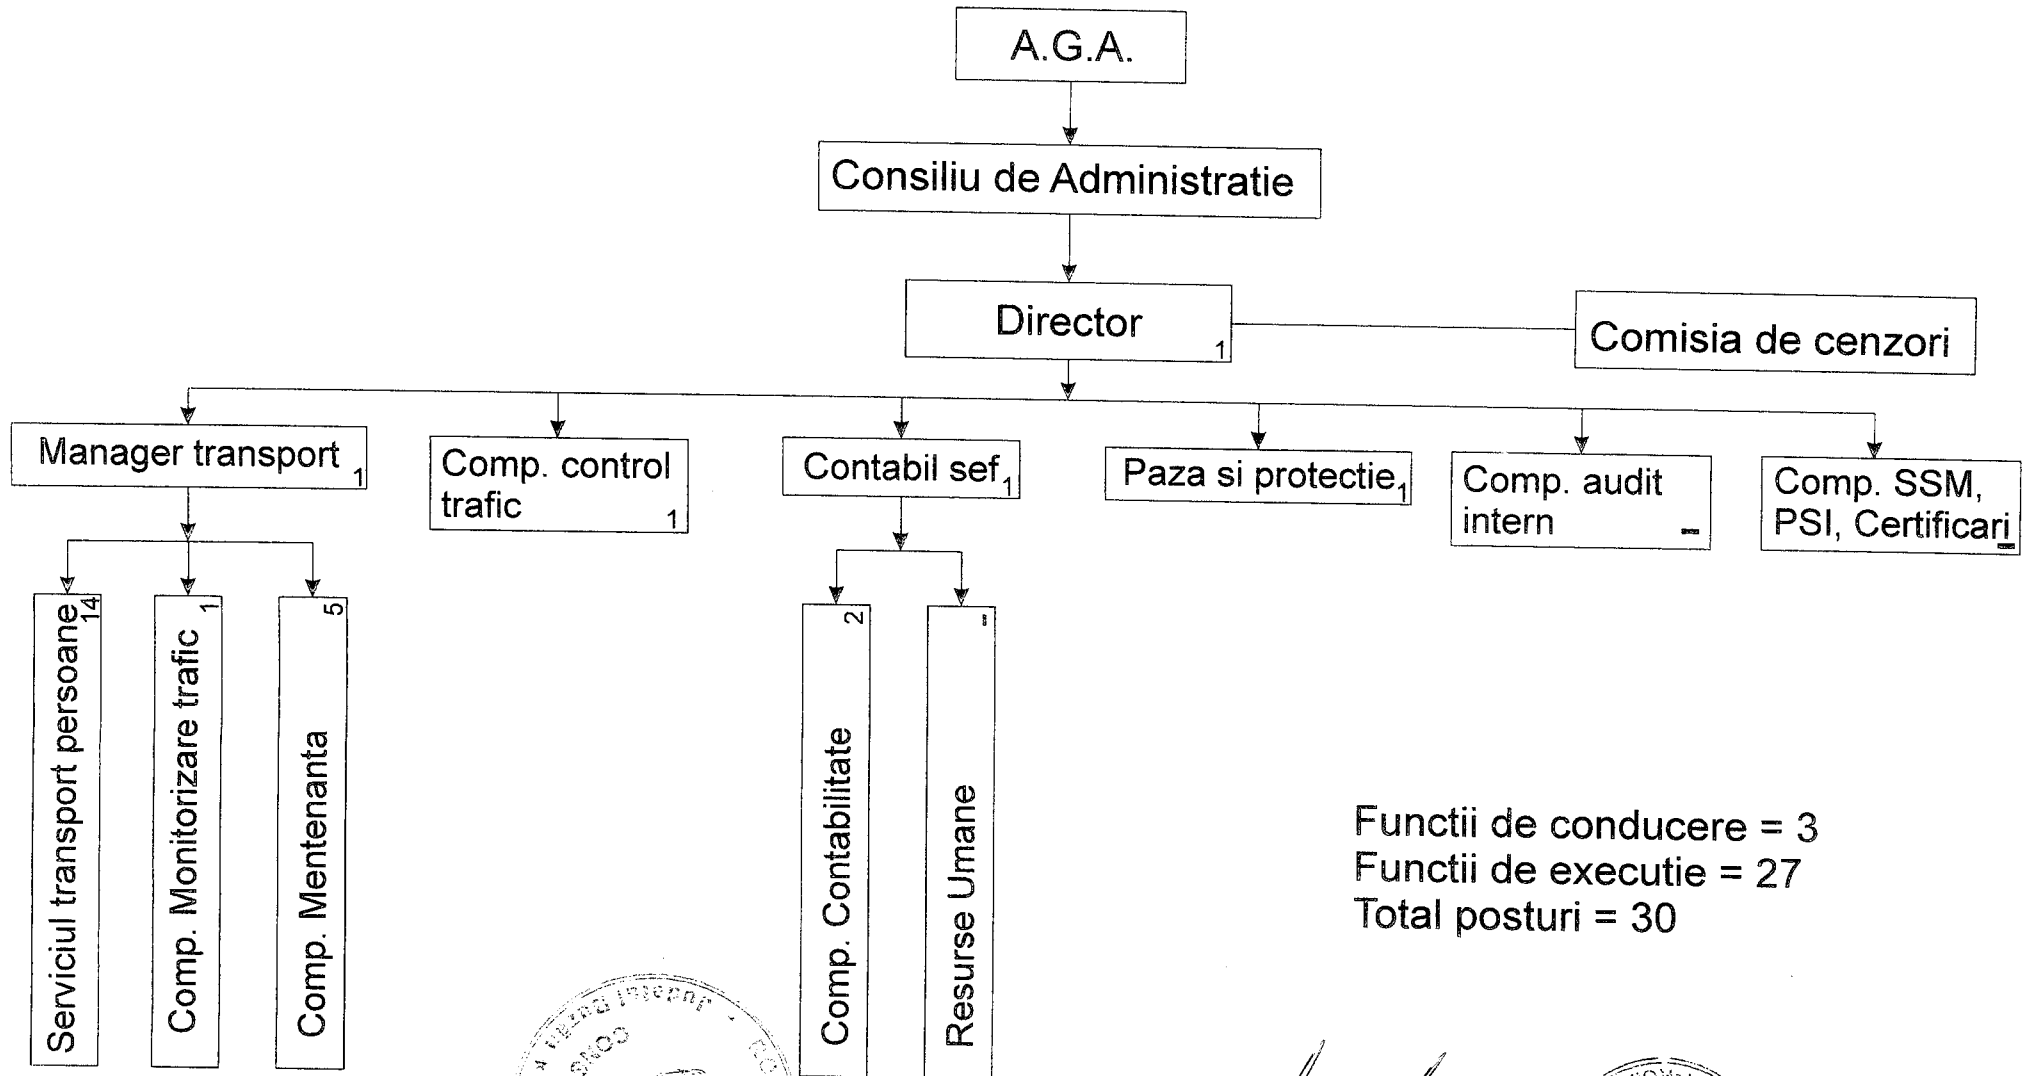 A.G.A.
Consiliu de Administratie
Director
1
Comisia de cenzori
Manager transport
1
Comp. control
trafic
1
Contabil sef
1
Paza si protectie
1
Comp. audit
intern
-
Comp. SSM,
PSI, Certificari
-
Serviciul transport persoane
14
Comp. Monitorizare trafic
1
Comp. Mentenanta
5
Comp. Contabilitate
2
Resurse Umane
-
Functii de conducere = 3
Functii de executie = 27
Total posturi = 30
Judetul Buzau